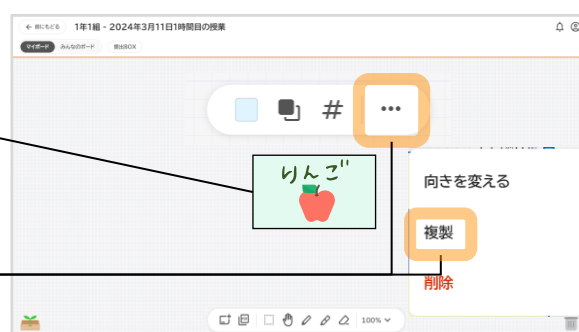 ← 前にもどる 1年1組 - 2024年3月11日1時間目の授業
マイボード みんなのボード 提出BOX
#
•••
りんご
向きを変える
複製
削除
100%